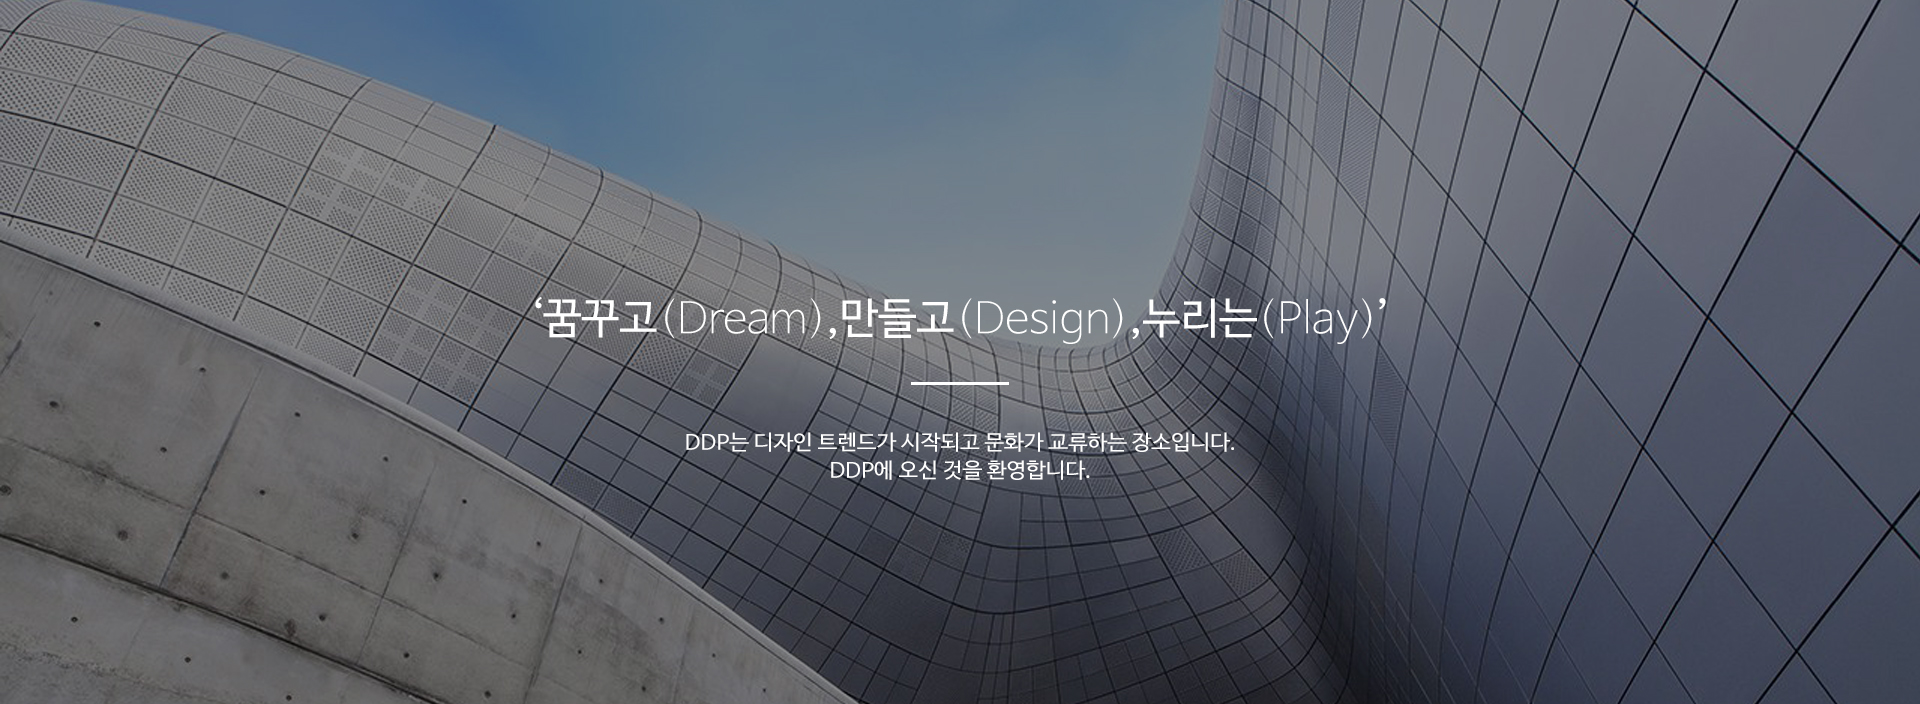 ‘꿈꾸고(Dream),만들고(Design),누리는(Play)’
DDP는 디자인 트렌드가 시작되고 문화가 교류하는 장소입니다.
DDP에 오신 것을 환영합니다.